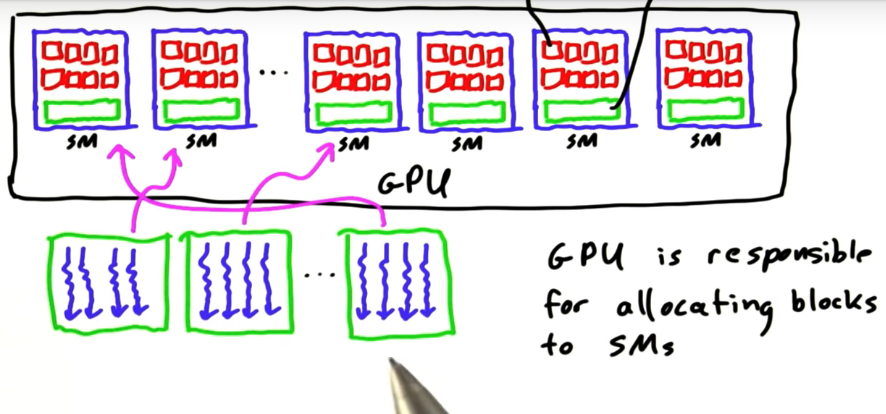 ...
SM
SM
SM
SM
SM
SM
GPU
...
GPU is responsible
for allocating blocks
to SMs